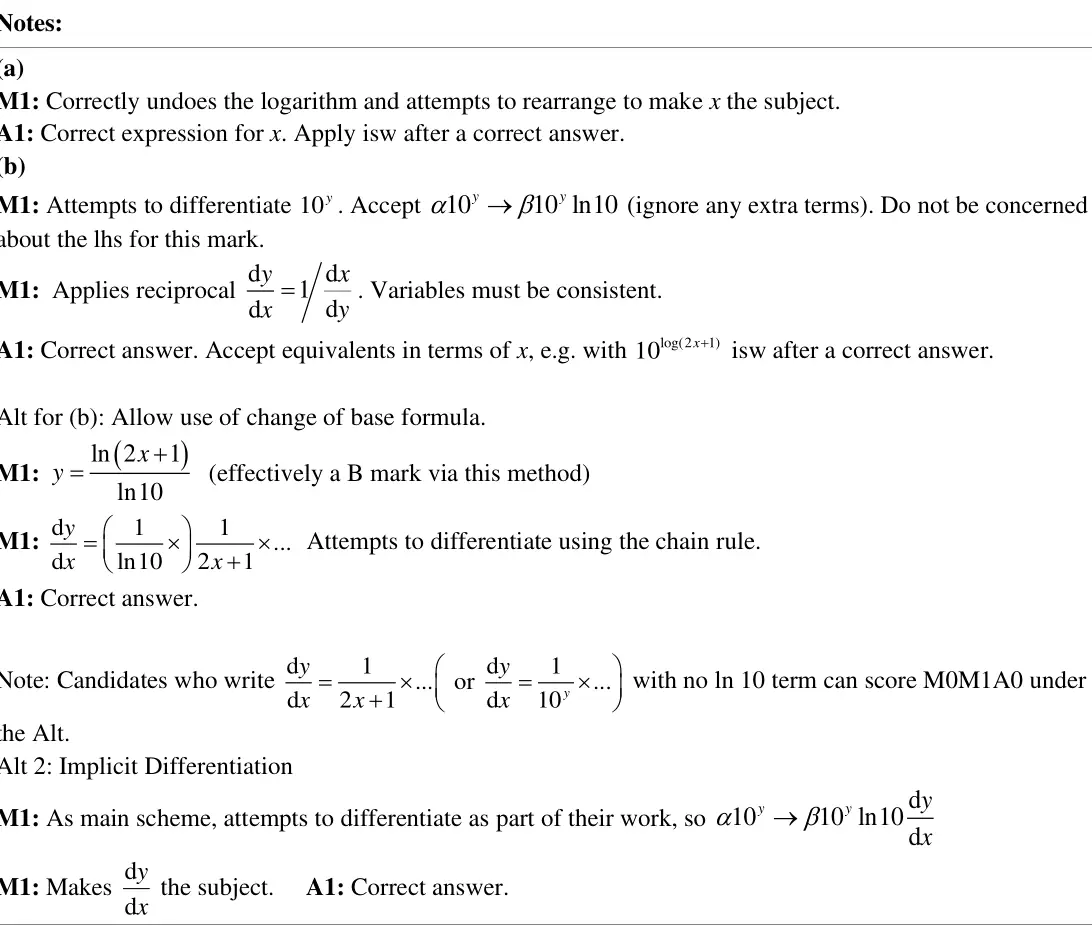 Notes:
(a)
M1: Correctly undoes the logarithm and attempts to rearrange to make x the subject.
A1: Correct expression for x. Apply isw after a correct answer.
(b)
M1: Attempts to differentiate 10^y . Accept α10^y → β10^y ln10 (ignore any extra terms). Do not be concerned
about the lhs for this mark.
M1: Applies reciprocal dy/dx = 1/ dx/dy . Variables must be consistent.
A1: Correct answer. Accept equivalents in terms of x, e.g. with 10^log(2x+1) isw after a correct answer.
Alt for (b): Allow use of change of base formula.
M1: y = ln(2x+1)/ln10 (effectively a B mark via this method)
M1: dy/dx = (1/ln10 ×) 1/(2x+1) ×... Attempts to differentiate using the chain rule.
A1: Correct answer.
Note: Candidates who write dy/dx = 1/(2x+1) ×... ( or dy/dx = 1/10^y ×... ) with no ln 10 term can score M0M1A0 under
the Alt.
Alt 2: Implicit Differentiation
M1: As main scheme, attempts to differentiate as part of their work, so α10^y → β10^y ln10 dy/dx
M1: Makes dy/dx the subject. A1: Correct answer.